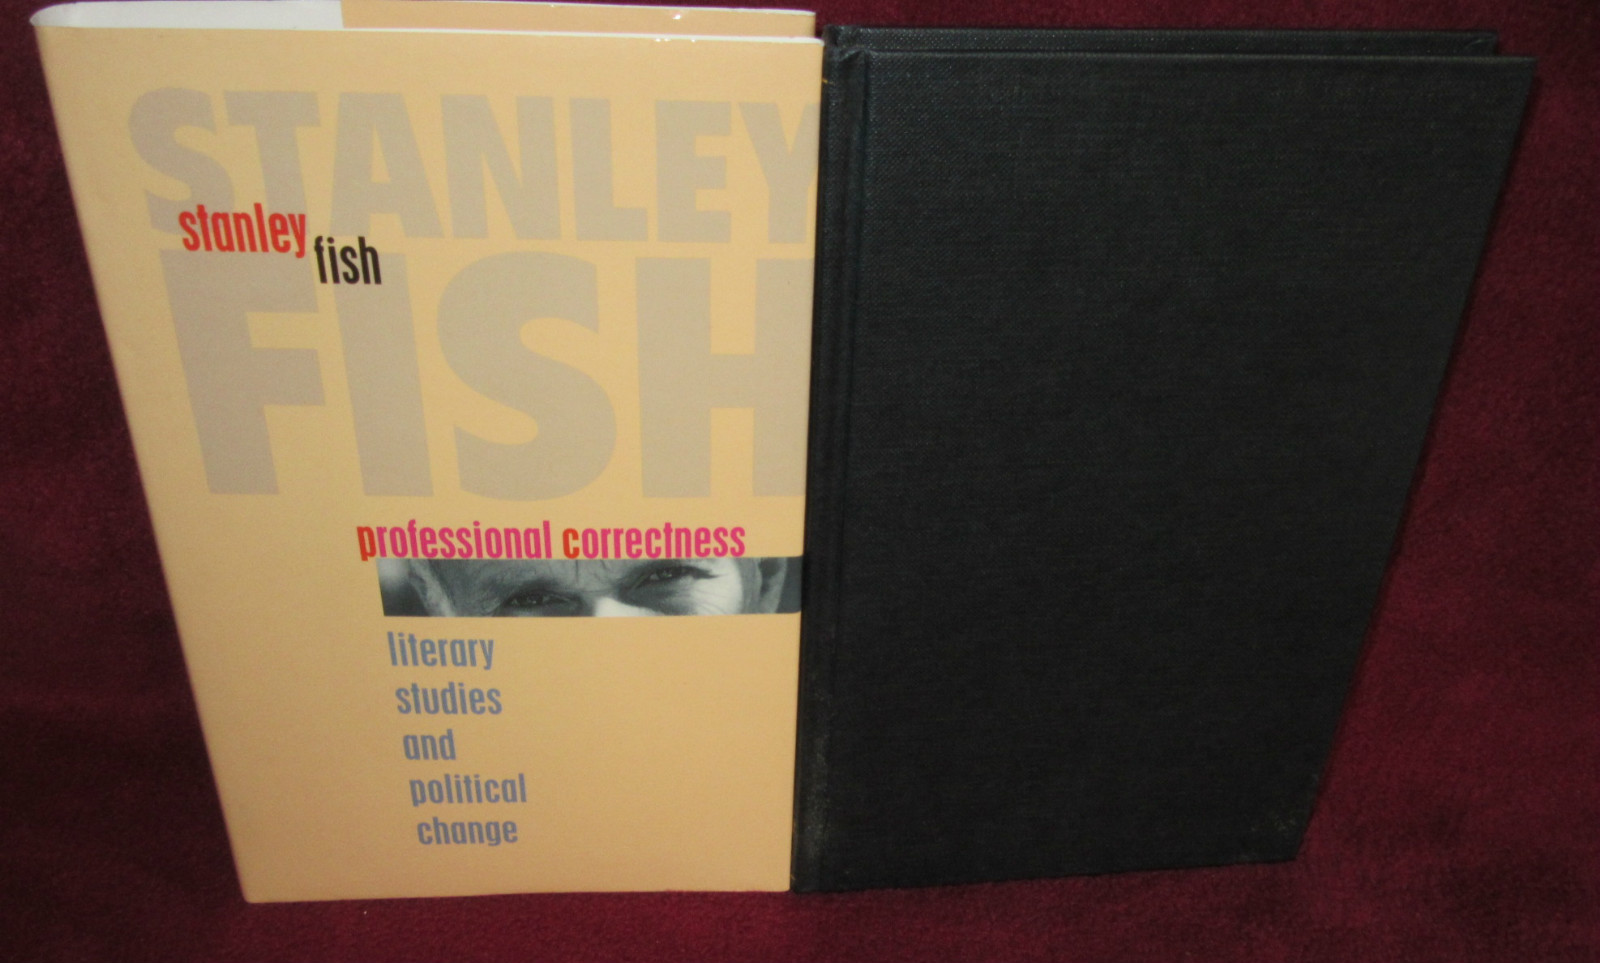 STANLEY
stanley
fish
FISH
professional correctness
literary
studies
and
political
change